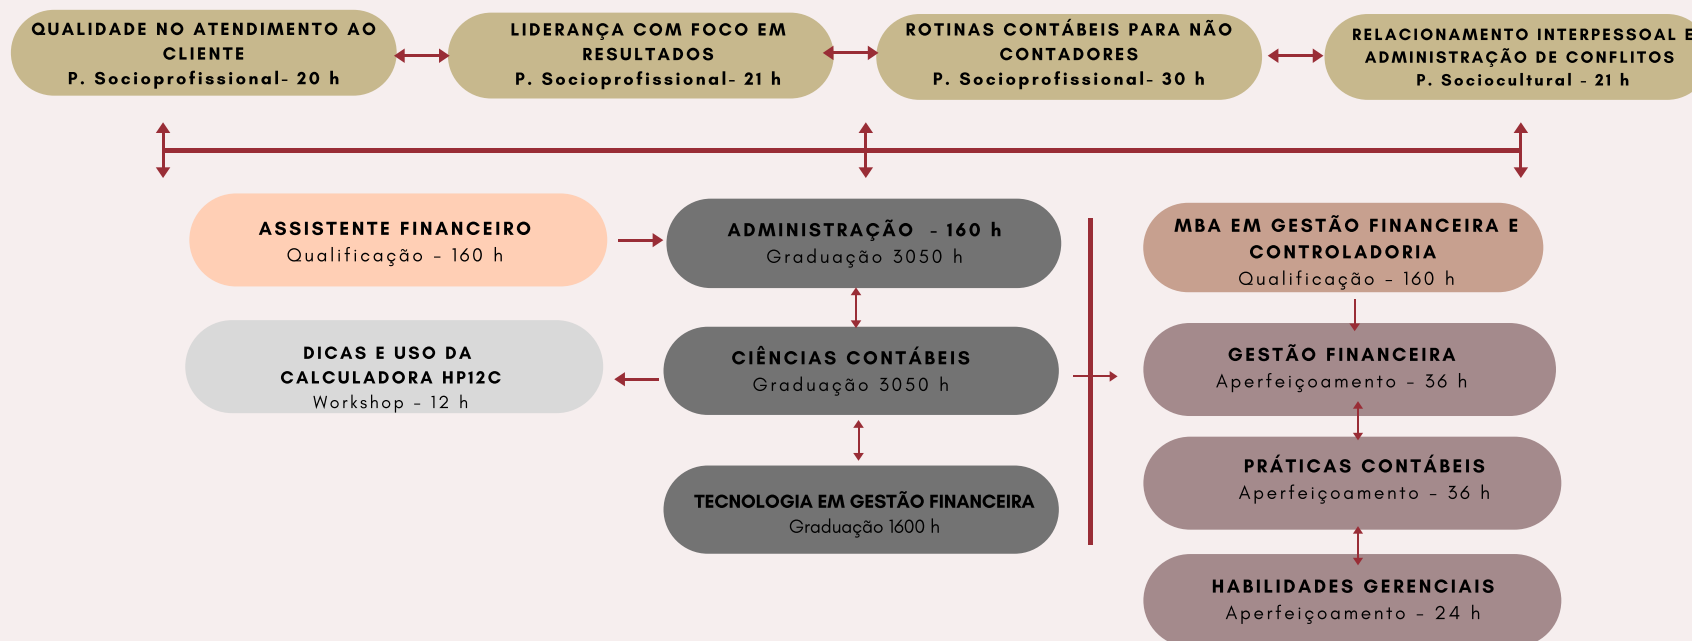 QUALIDADE NO ATENDIMENTO AO
CLIENTE
P. Socioprofissional- 20 h
LIDERANÇA COM FOCO EM
RESULTADOS
P. Socioprofissional- 21 h
ROTINAS CONTÁBEIS PARA NÃO
CONTADORES
P. Socioprofissional- 30 h
RELACIONAMENTO INTERPESSOAL E
ADMINISTRAÇÃO DE CONFLITOS
P. Sociocultural - 21 h
ASSISTENTE FINANCEIRO
Qualificação - 160 h
ADMINISTRAÇÃO - 160 h
Graduação 3050 h
MBA EM GESTÃO FINANCEIRA E
CONTROLADORIA
Qualificação - 160 h
DICAS E USO DA
CALCULADORA HP12C
Workshop - 12 h
CIÊNCIAS CONTÁBEIS
Graduação 3050 h
GESTÃO FINANCEIRA
Aperfeiçoamento - 36 h
TECNOLOGIA EM GESTÃO FINANCEIRA
Graduação 1600 h
PRÁTICAS CONTÁBEIS
Aperfeiçoamento - 36 h
HABILIDADES GERENCIAIS
Aperfeiçoamento - 24 h